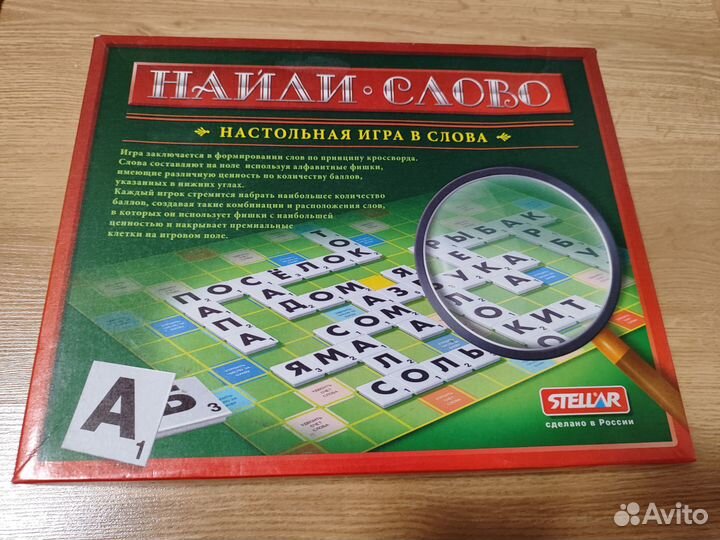 НАЙДИ · СЛОВО
НАСТОЛЬНАЯ ИГРА В СЛОВА
Игра заключается в формировании слов по принципу кроссворда.
Слова составляют на поле используя алфавитные фишки,
имеющие различную ценность по количеству баллов,
указанных в нижних углах.
Каждый игрок стремится набрать наибольшее количество
баллов, создавая такие комбинации и расположения слов,
в которых он использует фишки с наибольшей
ценностью и накрывает премиальные
клетки на игровом поле.
РЫБАК
ПОСЁЛОК
ТОК
ПАПА
ДОМ
РУКА
СОМ
ЯМА
СОЛЬ
КИТ
А
1
Б
3
STELLAR
сделано в России
Avito